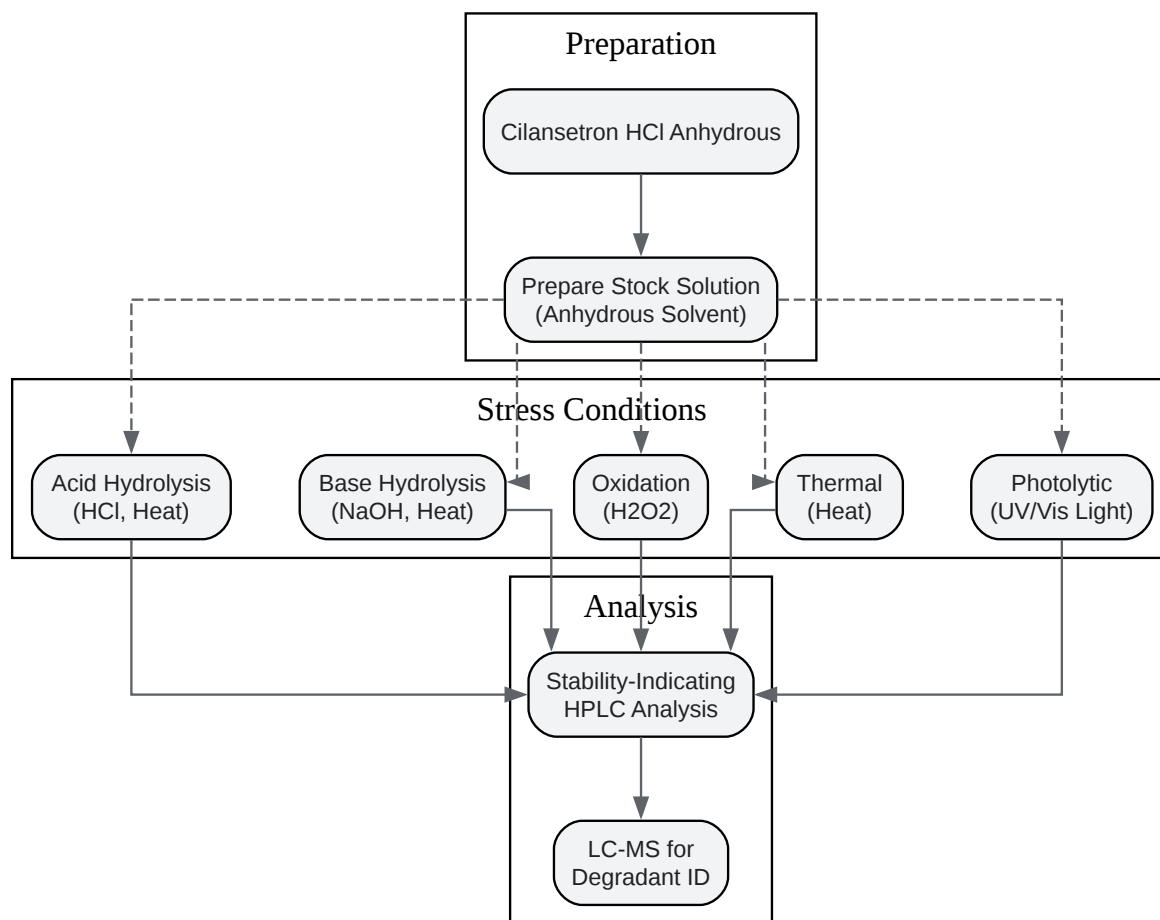 Preparation
Cilansetron HCl Anhydrous
Prepare Stock Solution
(Anhydrous Solvent)
Stress Conditions
Acid Hydrolysis
(HCl, Heat)
Base Hydrolysis
(NaOH, Heat)
Oxidation
(H2O2)
Thermal
(Heat)
Photolytic
(UV/Vis Light)
Analysis
Stability-Indicating
HPLC Analysis
LC-MS for
Degradant ID